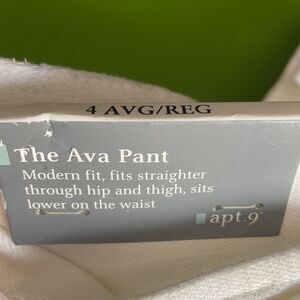 4 AVG/REG
The Ava Pant
Modern fit, fits straighter
through hip and thigh, sits
lower on the waist
apt.9